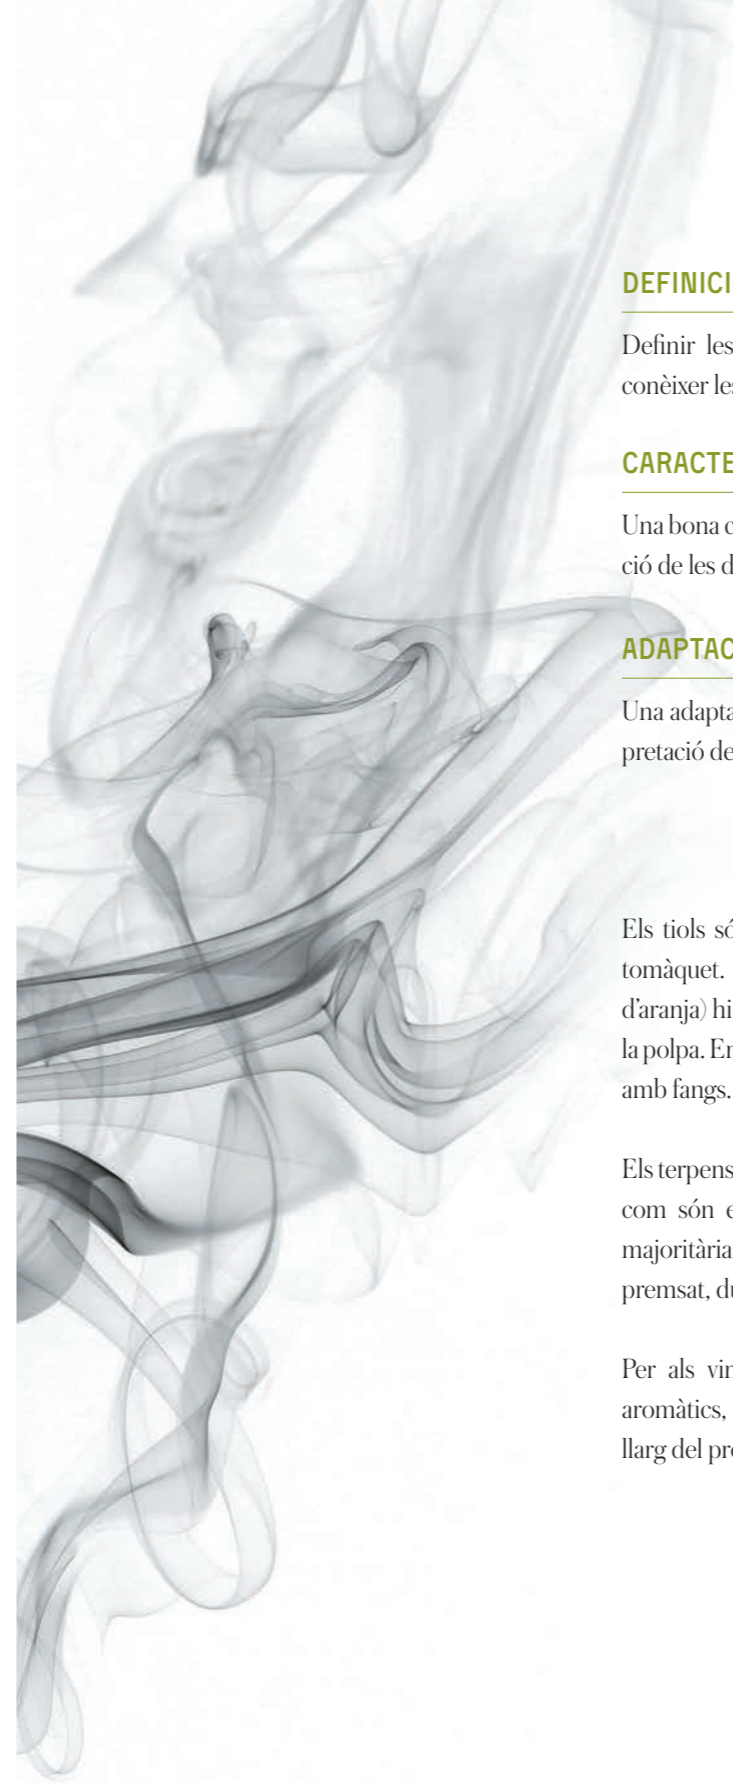 DEFINICI
Definir les
conèixer les
CARACTE
Una bona c
ció de les d
ADAPTAC
Una adapta
pretació de
Els tiols só
tomàquet.
d’aranja) hi
la polpa. En
amb fangs.
Els terpens
com són e
majoritària
premsat, du
Per als vin
aromàtics,
llarg del pro